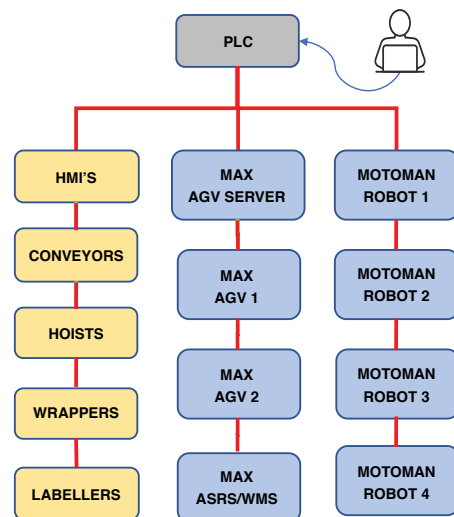 PLC
HMI'S
CONVEYORS
HOISTS
WRAPPERS
LABELLERS
MAX
AGV SERVER
MAX
AGV 1
MAX
AGV 2
MAX
ASRS/WMS
MOTOMAN
ROBOT 1
MOTOMAN
ROBOT 2
MOTOMAN
ROBOT 3
MOTOMAN
ROBOT 4